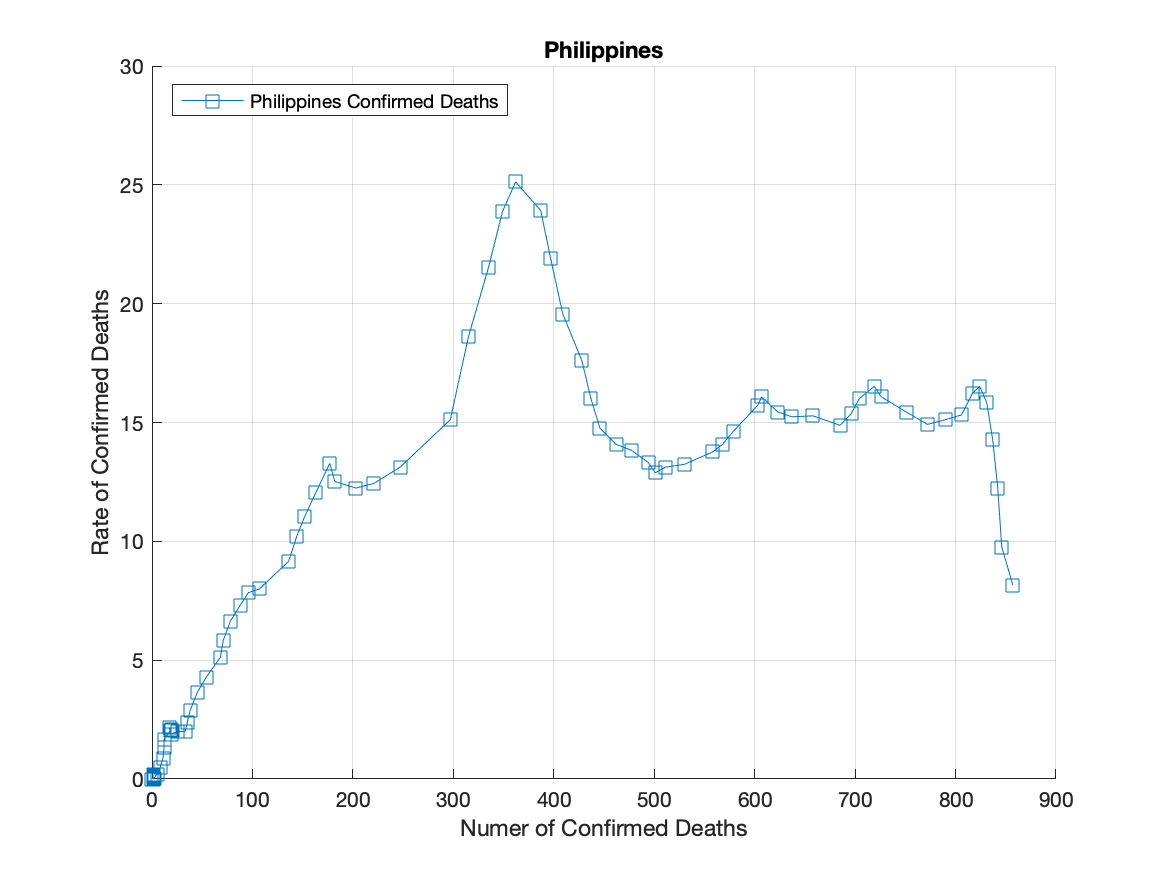 Philippines
Philippines Confirmed Deaths
30
25
20
15
10
5
0
Rate of Confirmed Deaths
0 100 200 300 400 500 600 700 800 900
Numer of Confirmed Deaths